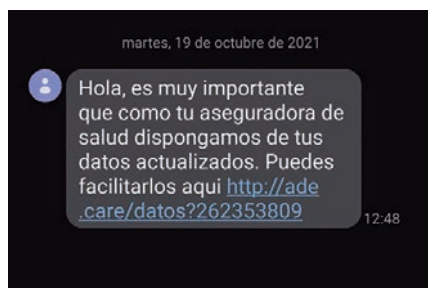 martes, 19 de octubre de 2021
Hola, es muy importante
que como tu aseguradora de
salud dispongamos de tus
datos actualizados. Puedes
facilitarlos aqui http://ade
.care/datos?262353809
12:48